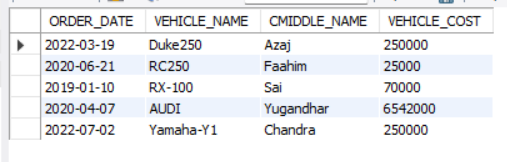 ORDER_DATE VEHICLE_NAME CMIDDLE_NAME VEHICLE_COST
2022-03-19 Duke250 Azaj 250000
2020-06-21 RC250 Faahim 25000
2019-01-10 RX-100 Sai 70000
2020-04-07 AUDI Yugandhar 6542000
2022-07-02 Yamaha-Y1 Chandra 250000